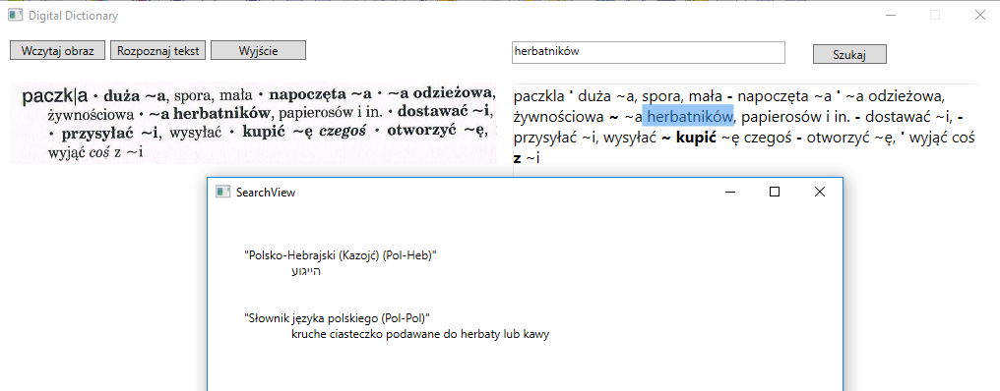 Digital Dictionary
Wczytaj obraz Rozpoznaj tekst Wyjście
herbatników Szukaj
paczk|a • duża ~a, spora, mała • napoczęta ~a • ~a odzieżowa,
żywnościowa • ~a herbatników, papierosów i in. • dostawać ~i,
• przysyłać ~i, wysyłać • kupić ~ę czegoś • otworzyć ~ę,
wyjąć coś z ~i
paczkla ' duża ~a, spora, mała - napoczęta ~a ' ~a odzieżowa,
żywnościowa ~ ~a herbatników, papierosów i in. - dostawać ~i, -
przysyłać ~i, wysyłać ~ kupić ~ę czegoś - otworzyć ~ę, ' wyjąć coś
z ~i
SearchView
"Polsko-Hebrajski (Kazojć) (Pol-Heb)"
הייגוע
"Słownik języka polskiego (Pol-Pol)"
kruche ciasteczko podawane do herbaty lub kawy